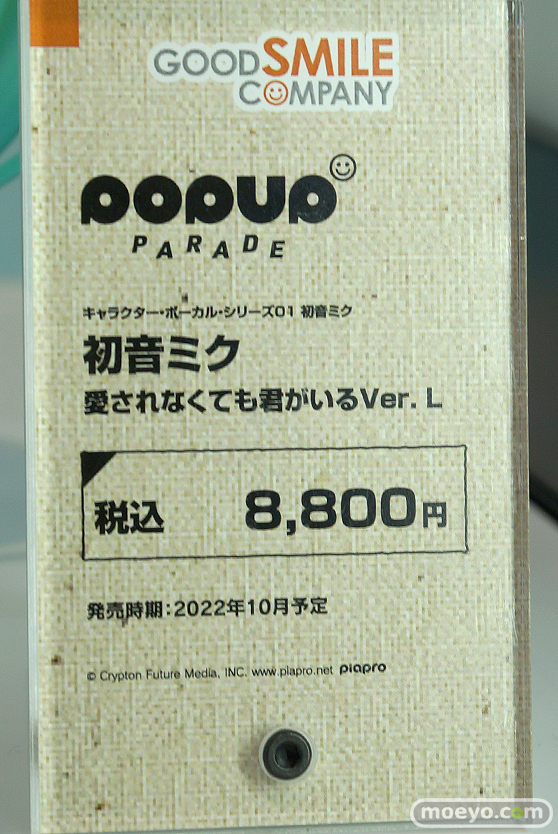 GOODSMILE
COMPANY
POPUP
PARADE
キャラクター・ボーカル・シリーズ01 初音ミク
初音ミク
愛されなくても君がいるVer. L
税込 8,800円
発売時期：2022年10月予定
© Crypton Future Media, INC. www.piapro.net piapro
moeyo.com